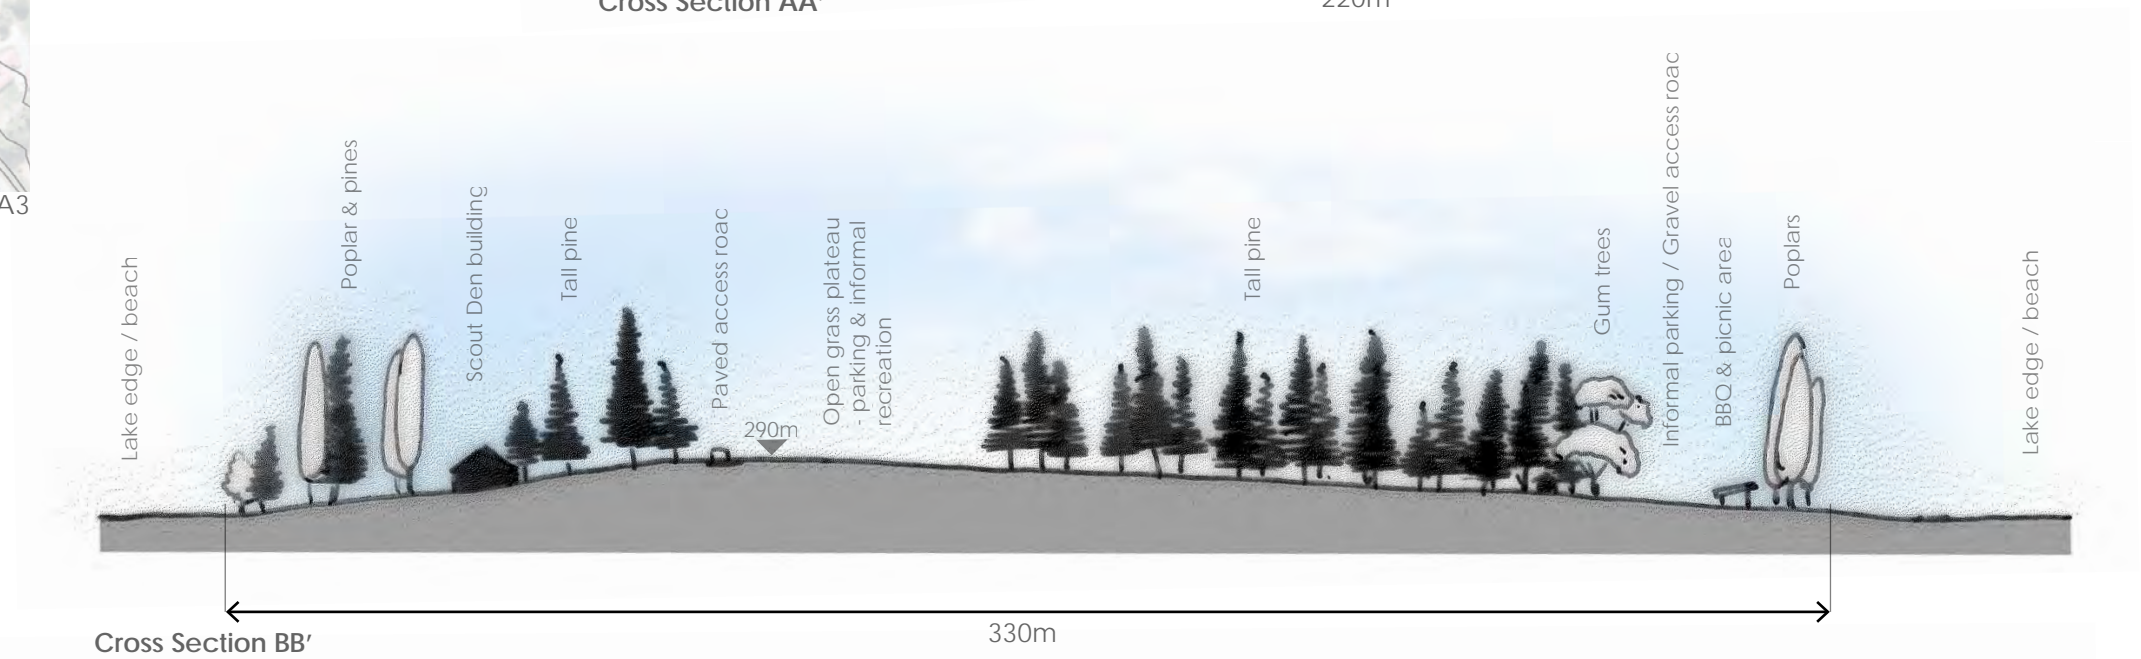 Cross Section AA'
220m
A3
Lake edge / beach
Poplar & pines
Scout Den building
Tall pine
Paved access roac
290m
Open grass plateau
- parking & informal
recreation
Tall pine
Gum trees
Informal parking / Gravel access roac
BBQ & picnic area
Poplars
Lake edge / beach
330m
Cross Section BB'